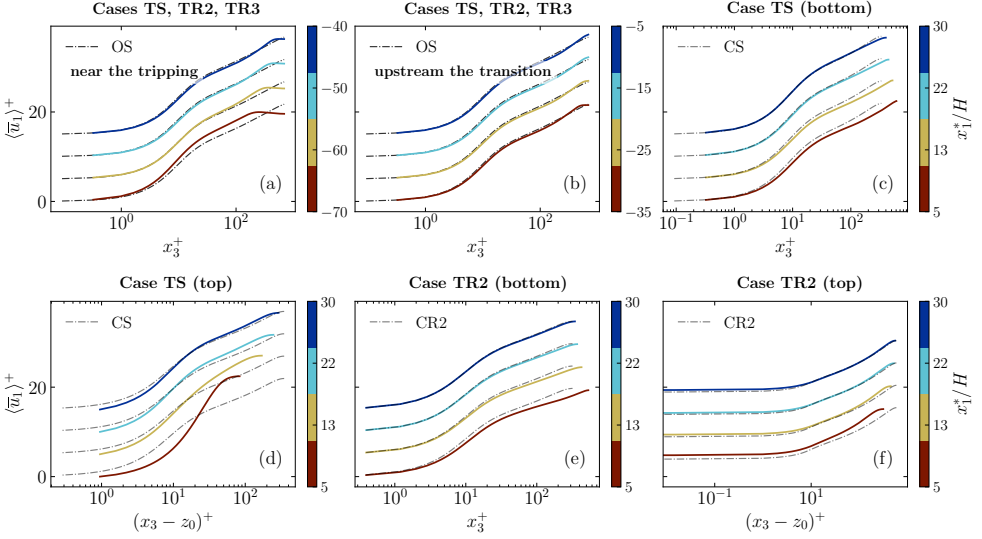 Cases TS, TR2, TR3
Cases TS, TR2, TR3
Case TS (bottom)
OS
near the tripping
(a)
20
0
⟨u̅₁⟩⁺
10⁰
10²
x₃⁺
−40
−50
−60
−70
OS
upstream the transition
(b)
10⁰
10²
x₃⁺
−5
−15
−25
−35
CS
(c)
10⁻¹
10⁰
10¹
10²
x₃⁺
30
22
13
5
x₁*/H
Case TS (top)
Case TR2 (bottom)
Case TR2 (top)
CS
(d)
20
0
⟨u̅₁⟩⁺
10⁰
10¹
10²
(x₃ − z₀)⁺
30
22
13
5
CR2
(e)
10⁰
10¹
10²
x₃⁺
30
22
13
5
CR2
(f)
10⁻¹
10¹
(x₃ − z₀)⁺
30
22
13
5
x₁*/H